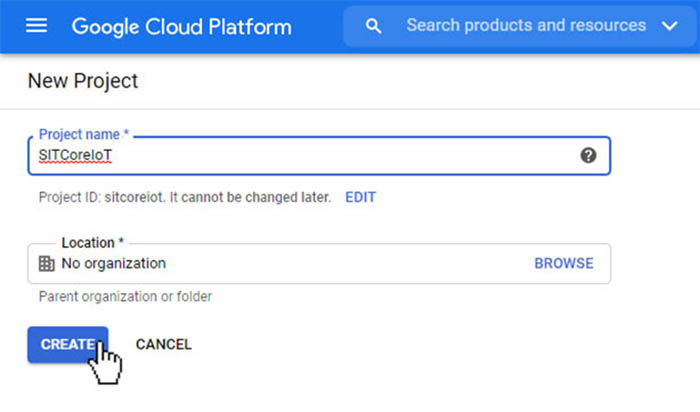 Google Cloud Platform
Search products and resources
New Project
Project name *
SITCoreIoT
Project ID: sitcoreiot. It cannot be changed later. EDIT
Location *
No organization BROWSE
Parent organization or folder
CREATE CANCEL